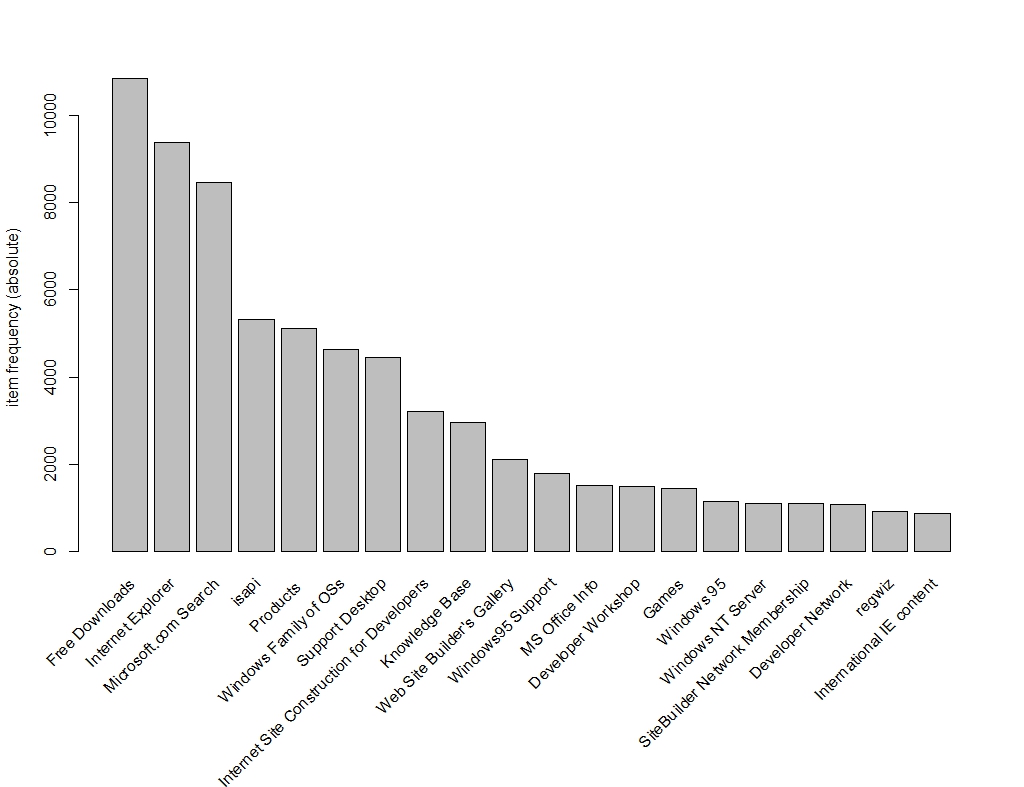 item frequency (absolute)
10000
8000
6000
4000
2000
0
Free Downloads
Internet Explorer
Microsoft.com Search
isapi
Products
Windows Family of OSs
Support Desktop
Internet Site Construction for Developers
Knowledge Base
Web Site Builder's Gallery
Windows95 Support
MS Office Info
Developer Workshop
Games
Windows 95
Windows NT Server
SiteBuilder Network Membership
Developer Network
regwiz
International IE content